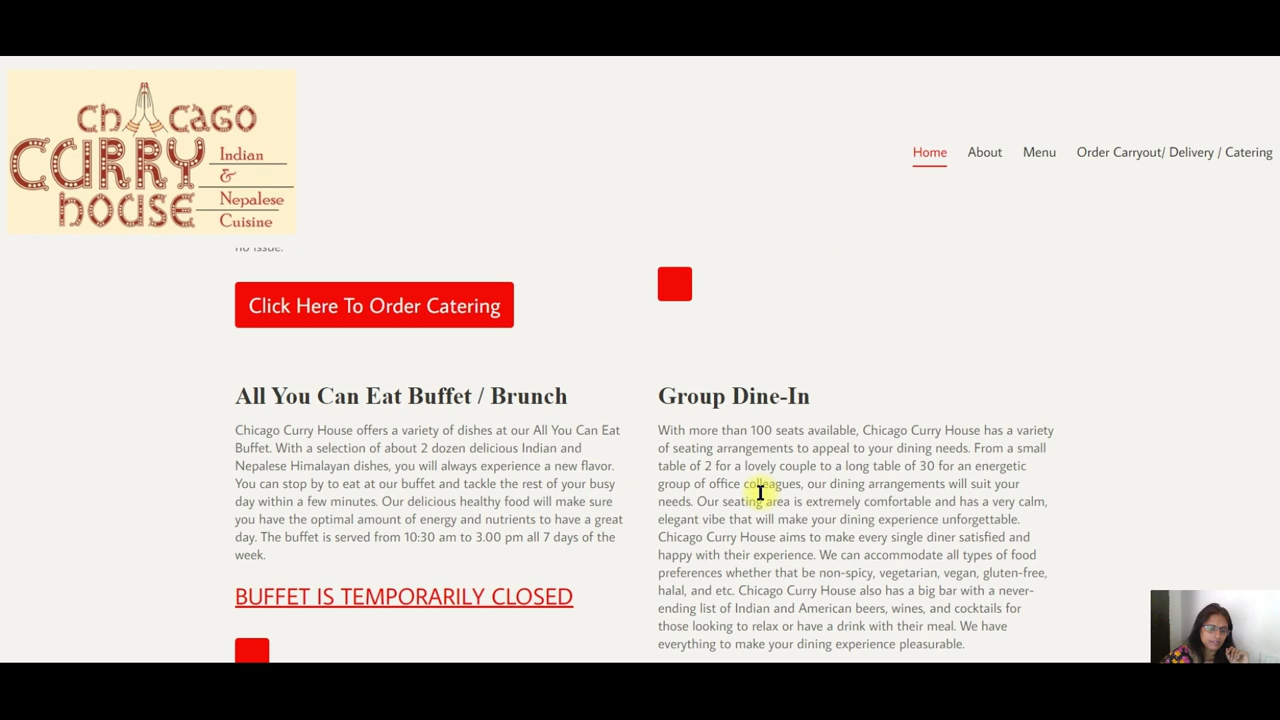 Chicago
CURRY
house
Indian
&
Nepalese
Cuisine
Home
About
Menu
Order Carryout/ Delivery / Catering
no issue.
Click Here To Order Catering
All You Can Eat Buffet / Brunch
Chicago Curry House offers a variety of dishes at our All You Can Eat
Buffet. With a selection of about 2 dozen delicious Indian and
Nepalese Himalayan dishes, you will always experience a new flavor.
You can stop by to eat at our buffet and tackle the rest of your busy
day within a few minutes. Our delicious healthy food will make sure
you have the optimal amount of energy and nutrients to have a great
day. The buffet is served from 10:30 am to 3.00 pm all 7 days of the
week.
BUFFET IS TEMPORARILY CLOSED
Group Dine-In
With more than 100 seats available, Chicago Curry House has a variety
of seating arrangements to appeal to your dining needs. From a small
table of 2 for a lovely couple to a long table of 30 for an energetic
group of office colleagues, our dining arrangements will suit your
needs. Our seating area is extremely comfortable and has a very calm,
elegant vibe that will make your dining experience unforgettable.
Chicago Curry House aims to make every single diner satisfied and
happy with their experience. We can accommodate all types of food
preferences whether that be non-spicy, vegetarian, vegan, gluten-free,
halal, and etc. Chicago Curry House also has a big bar with a never-
ending list of Indian and American beers, wines, and cocktails for
those looking to relax or have a drink with their meal. We have
everything to make your dining experience pleasurable.